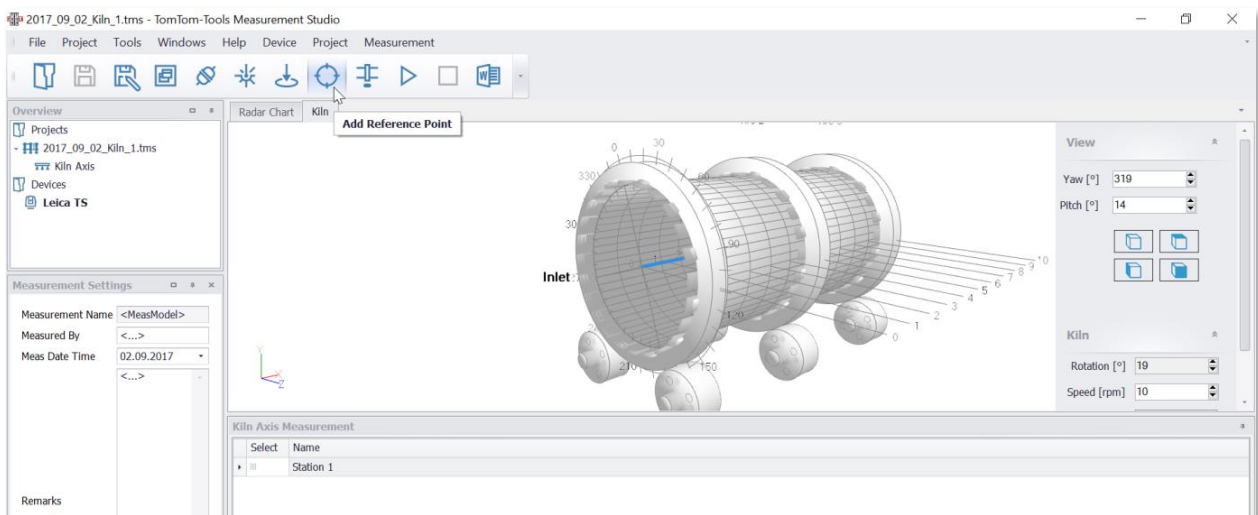 2017_09_02_Kiln_1.tms - TomTom-Tools Measurement Studio
File Project Tools Windows Help Device Project Measurement
Overview
Projects
2017_09_02_Kiln_1.tms
Kiln Axis
Devices
Leica TS
Measurement Settings
Measurement Name <MeasModel>
Measured By <...>
Meas Date Time 02.09.2017
<...>
Remarks
Radar Chart Kiln
Add Reference Point
0 30
330 60
30
90
Inlet
120
210 150
0 1 2 3 4 5 6 7 8 9 10
Y
X
Z
View
Yaw [°] 319
Pitch [°] 14
Kiln
Rotation [°] 19
Speed [rpm] 10
Kiln Axis Measurement
Select Name
Station 1